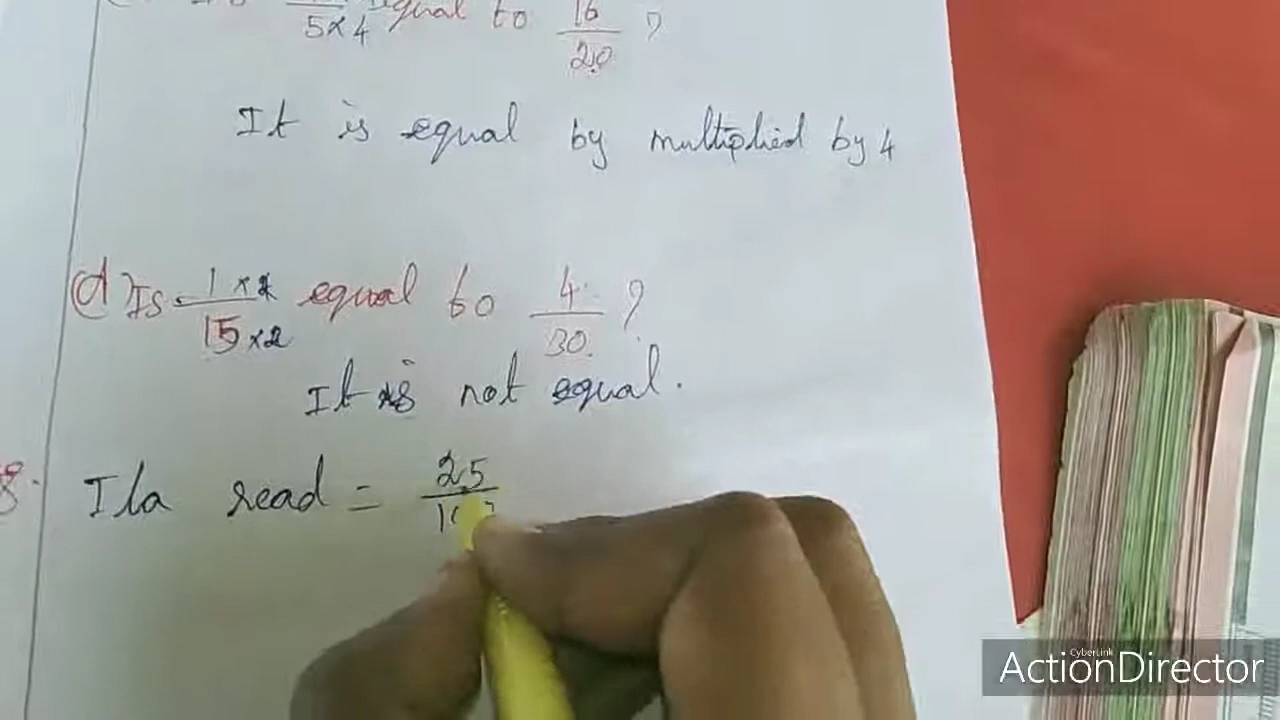 equal to 16/20 ?
5×4
It is equal by multiplied by 4
(d) Is 1×2/15×2 equal to 4/30 ?
It is not equal.
8. Ila read = 25/
CyberLink
ActionDirector